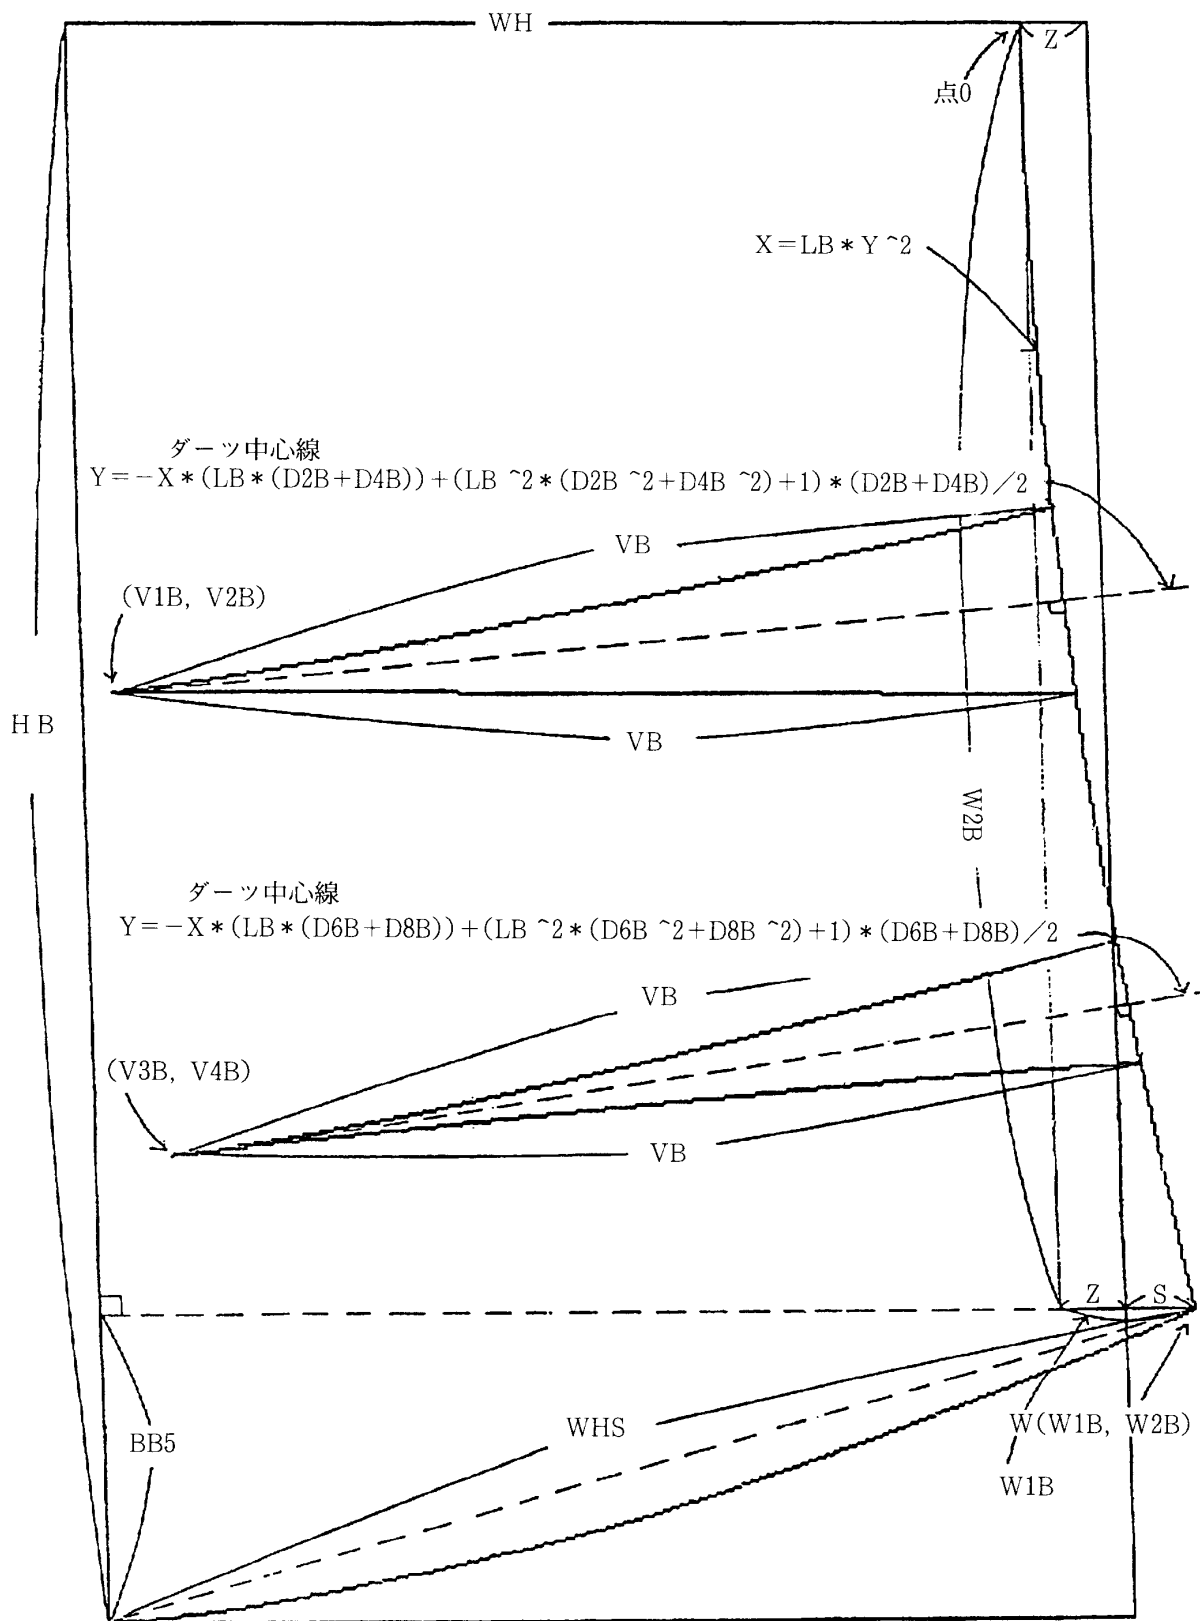 WH
Z
点0
X=LB*Y^2
ダーツ中心線
Y=-X*(LB*(D2B+D4B))+(LB^2*(D2B^2+D4B^2)+1)*(D2B+D4B)/2
VB
(V1B, V2B)
HB
VB
W2B
ダーツ中心線
Y=-X*(LB*(D6B+D8B))+(LB^2*(D6B^2+D8B^2)+1)*(D6B+D8B)/2
VB
(V3B, V4B)
VB
Z
S
WHS
W(W1B, W2B)
BB5
W1B